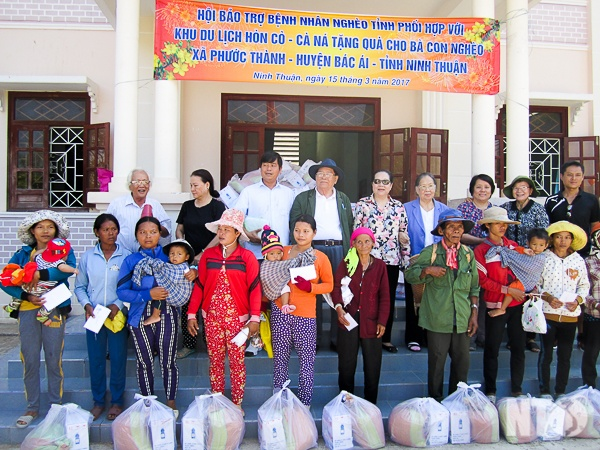 HỘI BẢO TRỢ BỆNH NHÂN NGHÈO TỈNH PHỐI HỢP VỚI
KHU DU LỊCH HÒN CÒ - CÀ NÁ TẶNG QUÀ CHO BÀ CON NGHÈO
XÃ PHƯỚC THÀNH - HUYỆN BÁC ÁI - TỈNH NINH THUẬN
Ninh Thuận, ngày 15 tháng 3 năm 2017